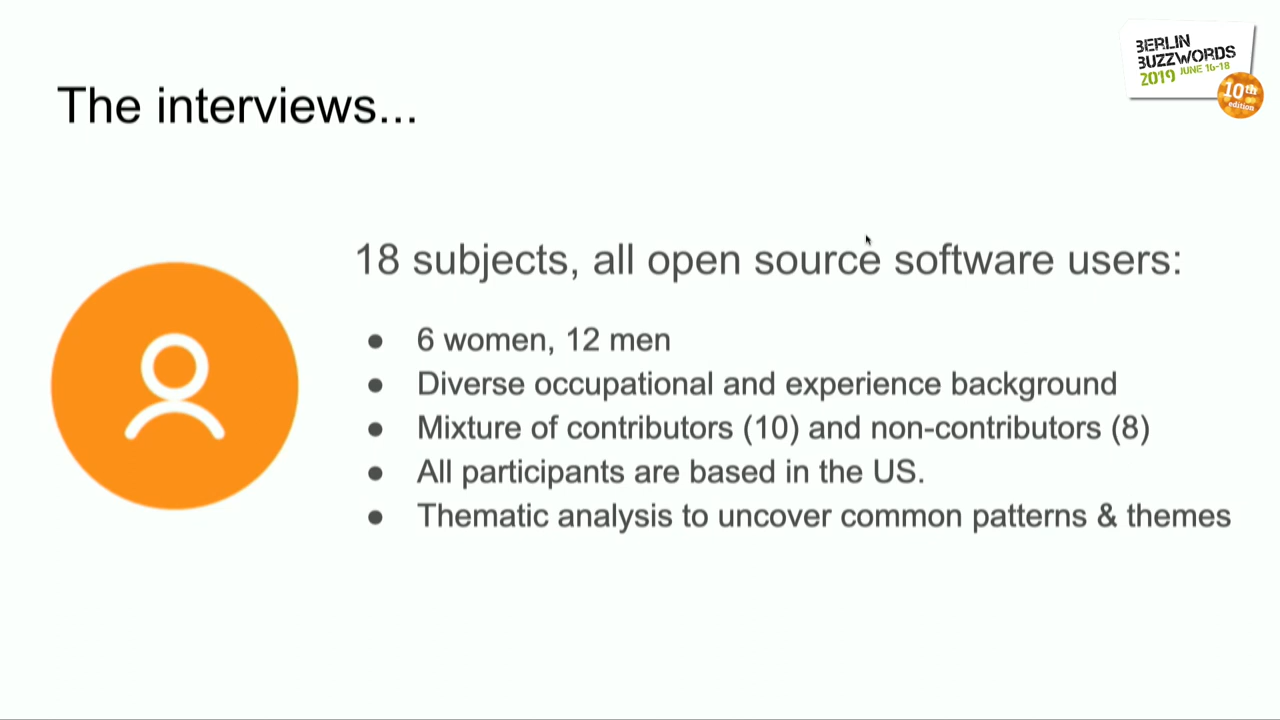 BERLIN
BUZZWORDS
2019 JUNE 16-18
10th
edition
The interviews...
18 subjects, all open source software users:
● 6 women, 12 men
● Diverse occupational and experience background
● Mixture of contributors (10) and non-contributors (8)
● All participants are based in the US.
● Thematic analysis to uncover common patterns & themes